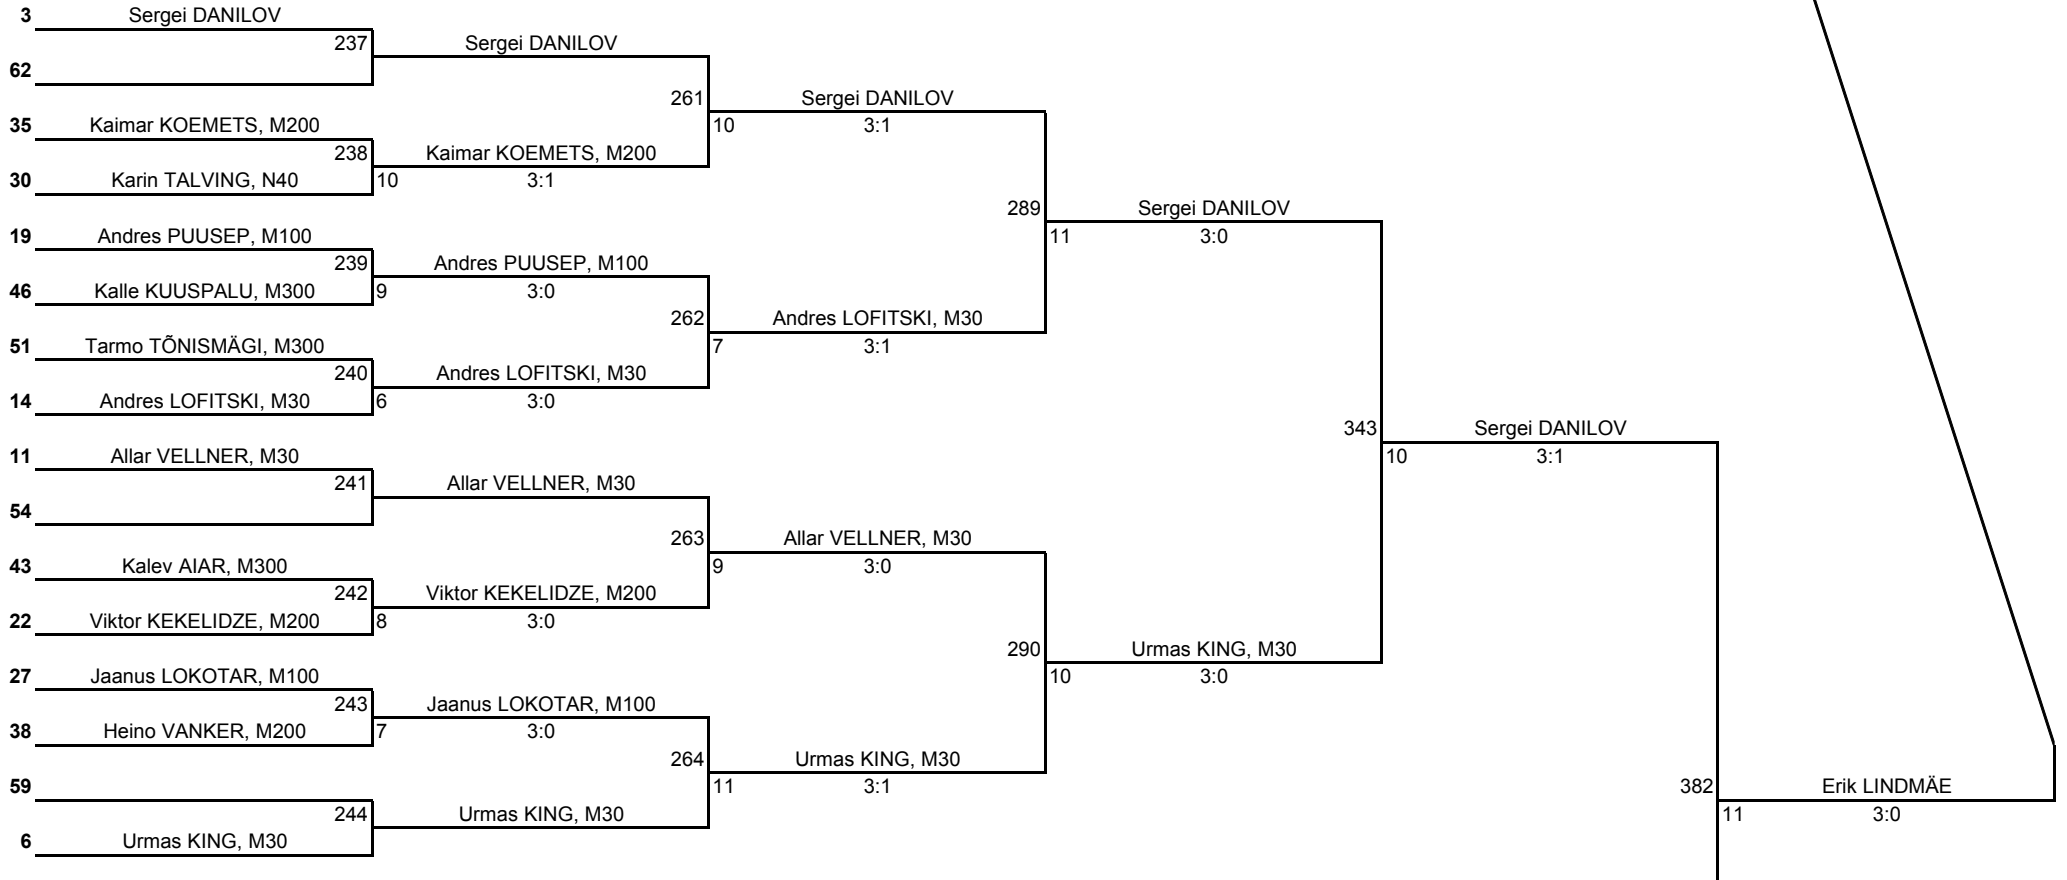 3 Sergei DANILOV
237 Sergei DANILOV
62
261 Sergei DANILOV
35 Kaimar KOEMETS, M200 10 3:1
238 Kaimar KOEMETS, M200
30 Karin TALVING, N40 10 3:1
289 Sergei DANILOV
19 Andres PUUSEP, M100 11 3:0
239 Andres PUUSEP, M100
46 Kalle KUUSPALU, M300 9 3:0
262 Andres LOFITSKI, M30
51 Tarmo TÕNISMÄGI, M300 7 3:1
240 Andres LOFITSKI, M30
14 Andres LOFITSKI, M30 6 3:0
343 Sergei DANILOV
11 Allar VELLNER, M30 10 3:1
241 Allar VELLNER, M30
54
263 Allar VELLNER, M30
43 Kalev AIAR, M300 9 3:0
242 Viktor KEKELIDZE, M200
22 Viktor KEKELIDZE, M200 8 3:0
290 Urmas KING, M30
27 Jaanus LOKOTAR, M100 10 3:0
243 Jaanus LOKOTAR, M100
38 Heino VANKER, M200 7 3:0
264 Urmas KING, M30
59 11 3:1 382 Erik LINDMÄE
244 Urmas KING, M30 11 3:0
6 Urmas KING, M30